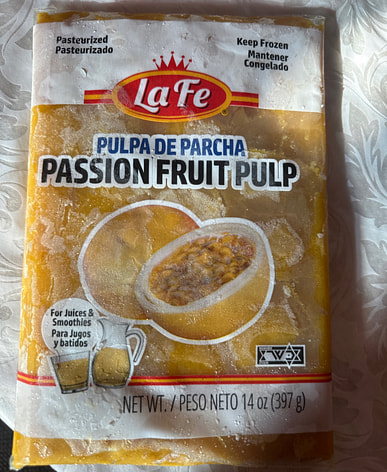 Pasteurized
Pasteurizado
Keep Frozen
Mantener
Congelado
La Fe
PULPA DE PARCHA
PASSION FRUIT PULP
For Juices &
Smoothies
Para Jugos
y batidos
NET WT. / PESO NETO 14 oz (397 g)